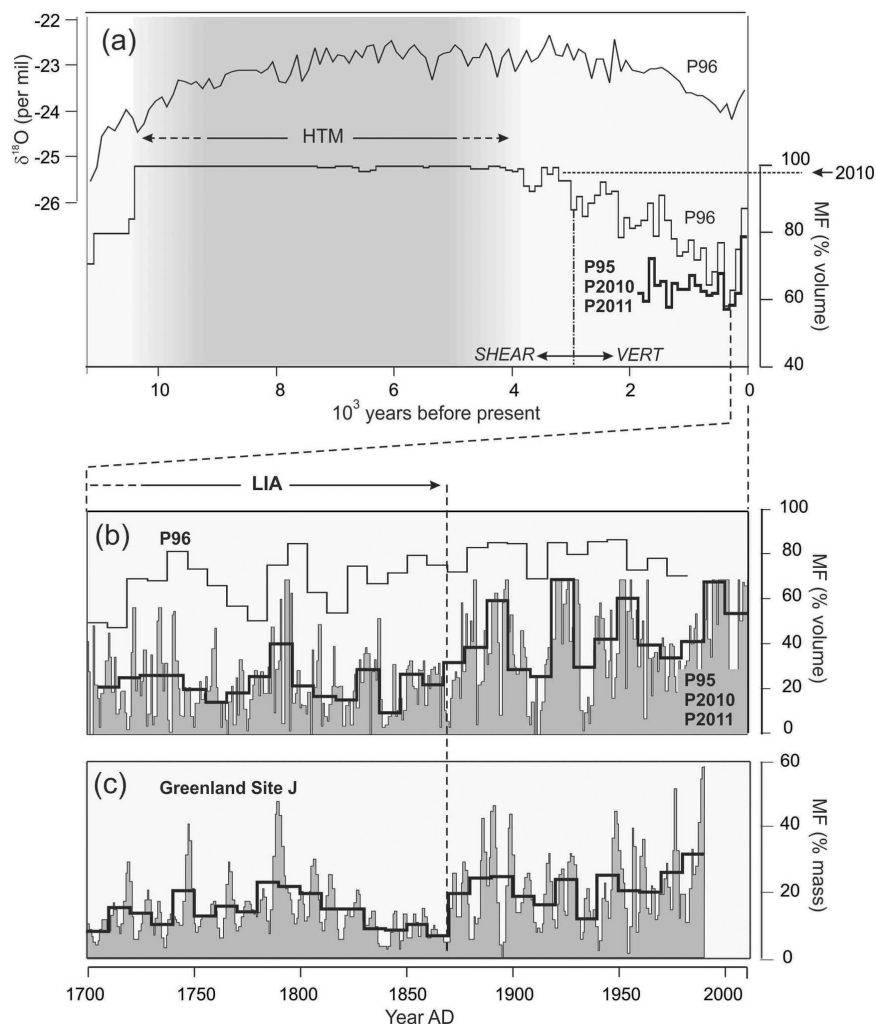 (a)
-22
-23
-24
-25
-26
δ18O (per mil)
P96
HTM
100
80
60
40
MF (% volume)
2010
P96
P95
P2010
P2011
SHEAR
VERT
10 8 6 4 2 0
10³ years before present
LIA
(b)
P96
100
80
60
40
20
0
MF (% volume)
P95
P2010
P2011
(c)
Greenland Site J
60
40
20
0
MF (% mass)
1700 1750 1800 1850 1900 1950 2000
Year AD